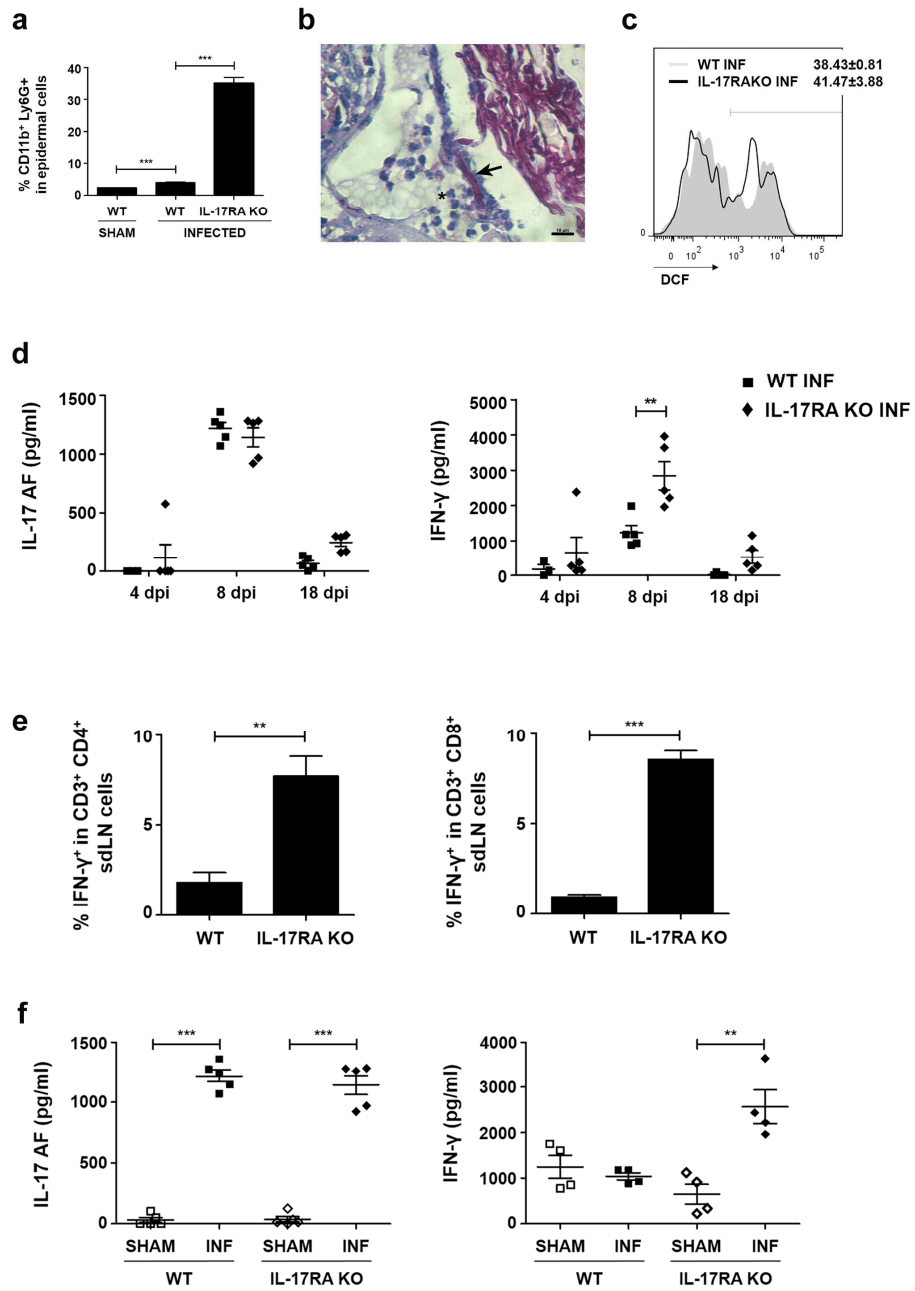 a
% CD11b⁺ Ly6G+
in epidermal cells
40
30
20
10
0
***
***
WT
WT
IL-17RA KO
SHAM
INFECTED
b
*
10 µm
c
WT INF 38.43±0.81
IL-17RAKO INF 41.47±3.88
0
0 10² 10³ 10⁴ 10⁵
DCF
d
IL-17 AF (pg/ml)
1500
1000
500
0
4 dpi 8 dpi 18 dpi
IFN-γ (pg/ml)
5000
4000
3000
2000
1000
0
**
4 dpi 8 dpi 18 dpi
WT INF
IL-17RA KO INF
e
% IFN-γ⁺ in CD3⁺ CD4⁺
sdLN cells
10
5
0
**
WT IL-17RA KO
% IFN-γ⁺ in CD3⁺ CD8⁺
sdLN cells
10
5
0
***
WT IL-17RA KO
f
IL-17 AF (pg/ml)
1500
1000
500
0
***
***
SHAM INF SHAM INF
WT IL-17RA KO
IFN-γ (pg/ml)
4000
3000
2000
1000
0
**
SHAM INF SHAM INF
WT IL-17RA KO